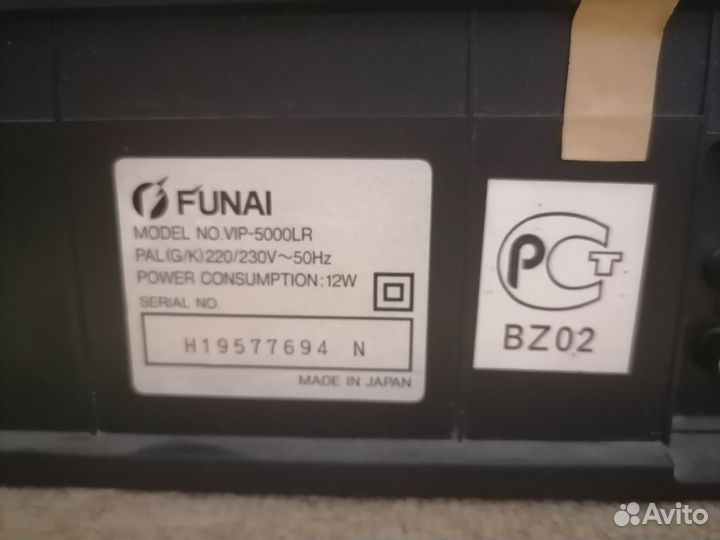 FUNAI
MODEL NO.VIP-5000LR
PAL(G/K)220/230V～50Hz
POWER CONSUMPTION:12W
SERIAL NO.
H19577694 N
MADE IN JAPAN
РСТ
BZ02
Avito